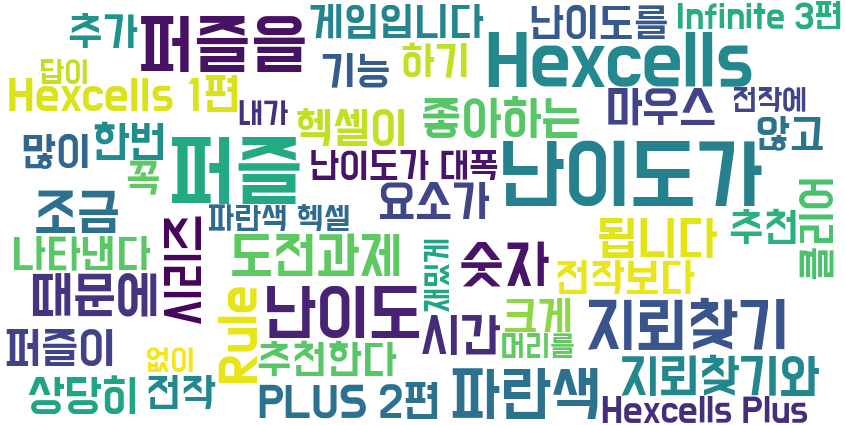 추가
퍼즐을
게임입니다
난이도를
Infinite 3편
답이
기능
하기
Hexcells
Hexcells 1편
내가
헥셀이
좋아하는
마우스
전작에
많이
한번
꼭
퍼즐
난이도가 대폭
난이도가
않고
조금
파란색 헥셀
요소가
됩니다
추천
위리를
나타낸다
시리즈
도전과제
재밌게
숫자
전작보다
때문에
Rule
난이도
시간
크게
머리를
지뢰찾기
퍼즐이
없이
추천한다
상당히
전작
PLUS 2편
파란색
지뢰찾기와
Hexcells Plus